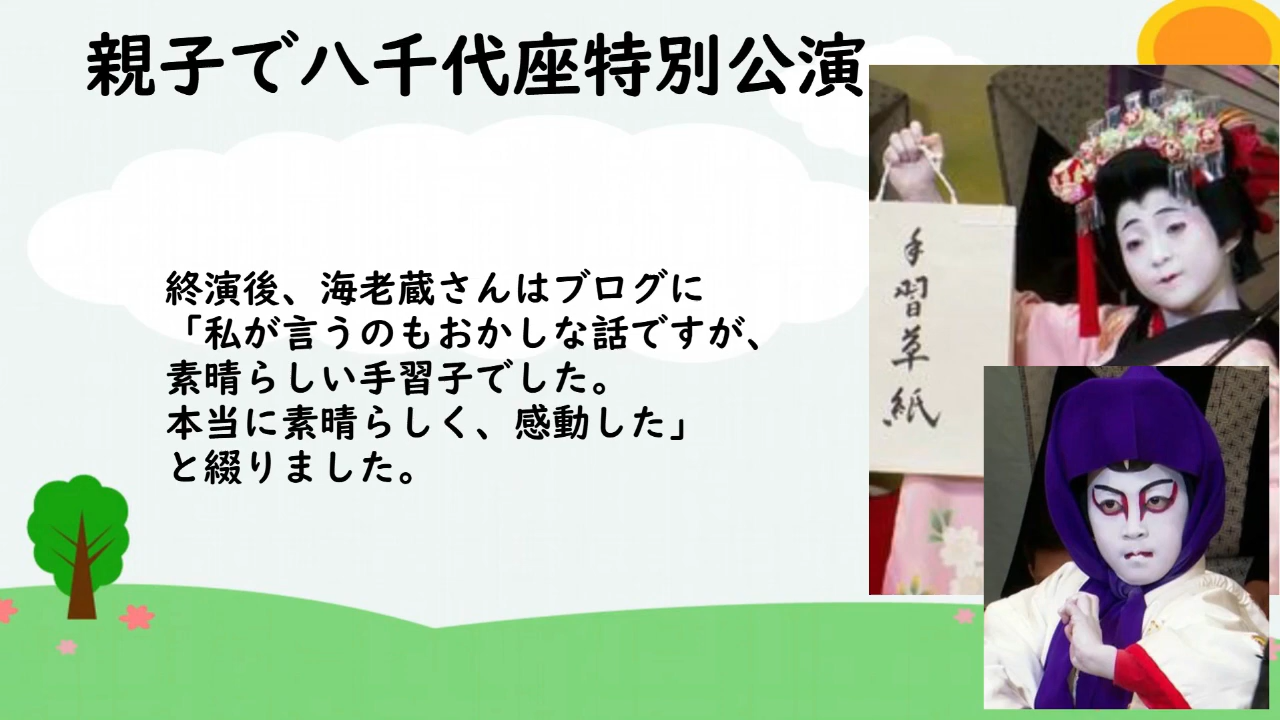 親子で八千代座特別公演
終演後、海老蔵さんはブログに
「私が言うのもおかしな話ですが、
素晴らしい手習子でした。
本当に素晴らしく、感動した」
と綴りました。
手習草紙